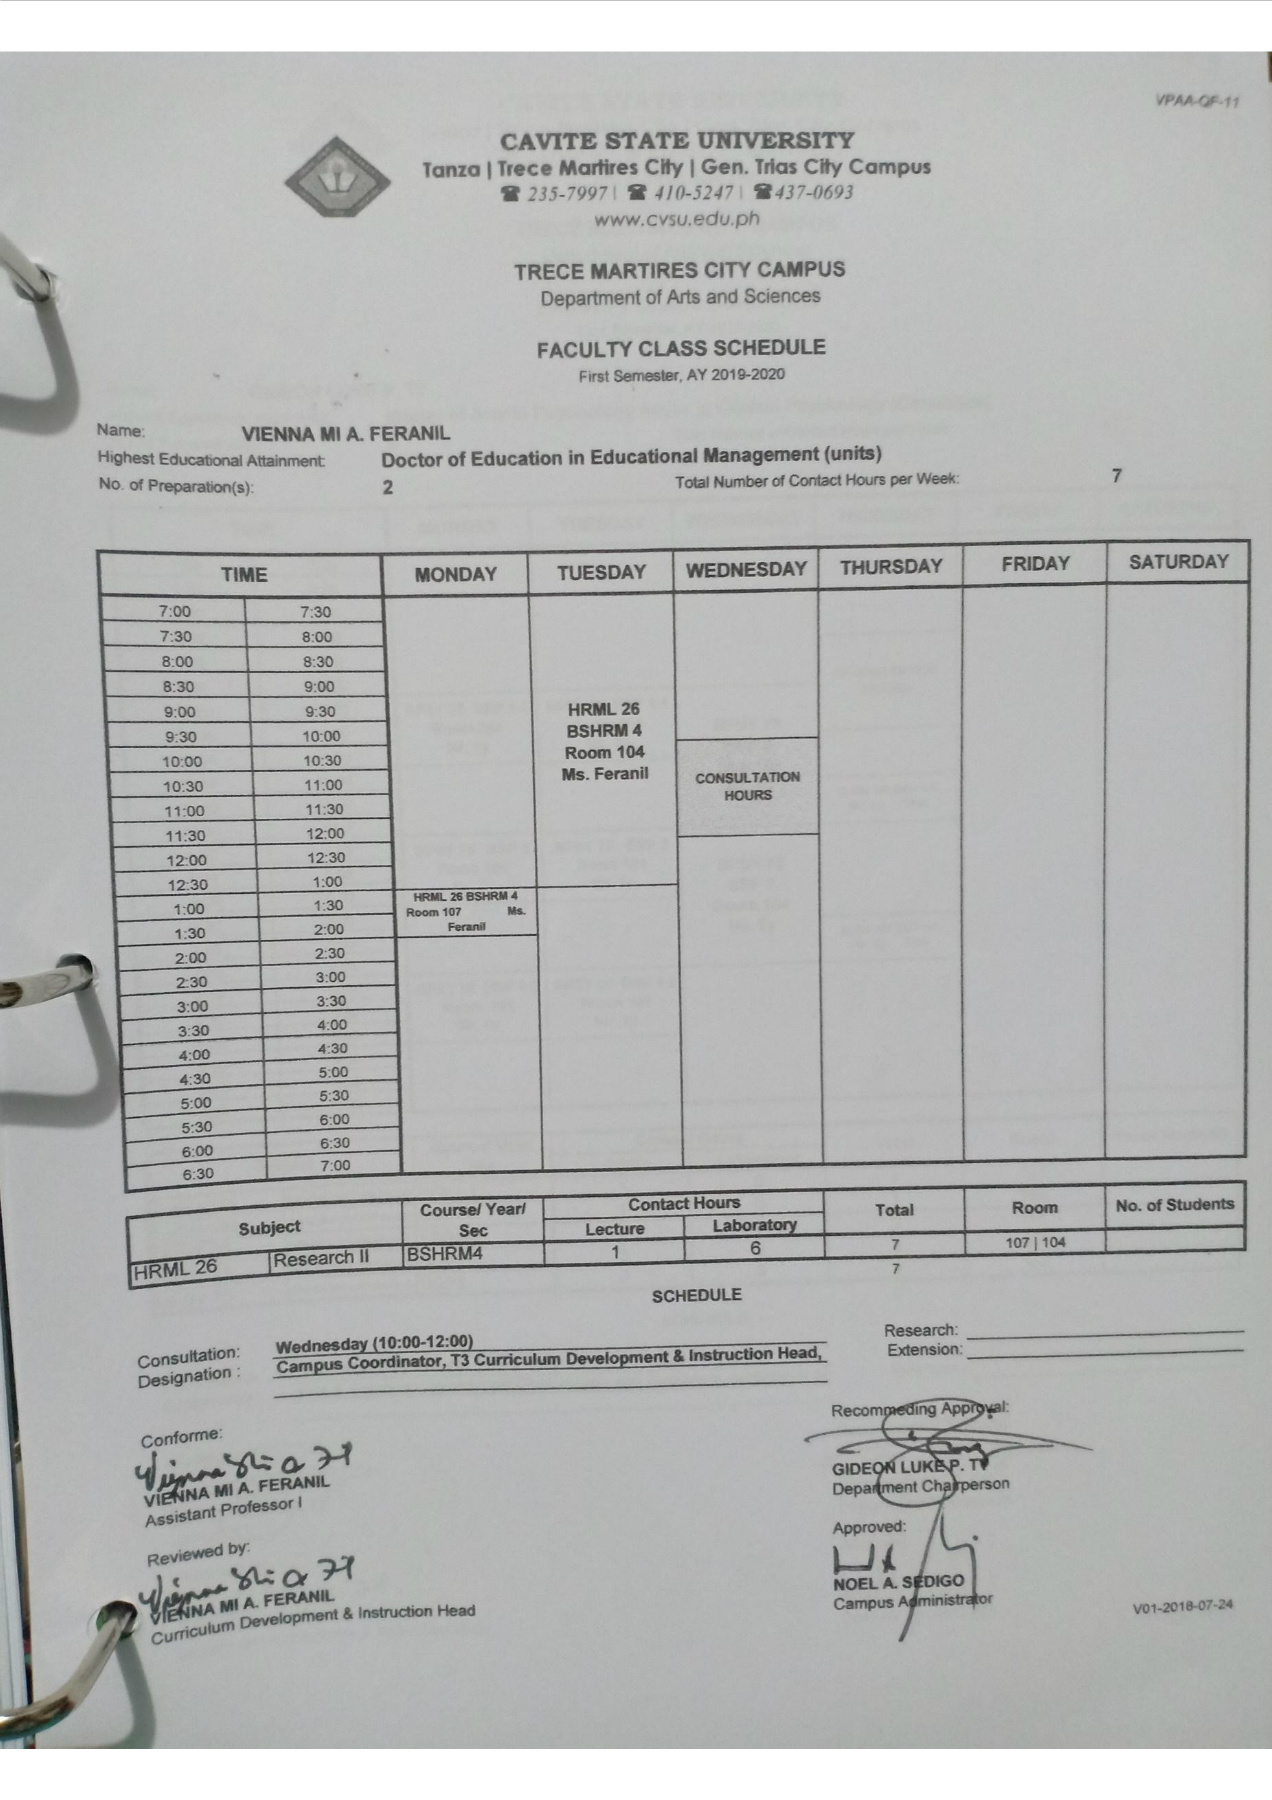 VPAA-QF-11
CAVITE STATE UNIVERSITY
Tanza | Trece Martires City | Gen. Trias City Campus
☎ 235-7997 | ☎ 410-5247 | ☎ 437-0693
www.cvsu.edu.ph
TRECE MARTIRES CITY CAMPUS
Department of Arts and Sciences
FACULTY CLASS SCHEDULE
First Semester, AY 2019-2020
Name: VIENNA MI A. FERANIL
Highest Educational Attainment: Doctor of Education in Educational Management (units)
No. of Preparation(s): 2 Total Number of Contact Hours per Week: 7
TIME MONDAY TUESDAY WEDNESDAY THURSDAY FRIDAY SATURDAY
7:00 7:30
7:30 8:00
8:00 8:30
8:30 9:00
9:00 9:30
9:30 10:00
10:00 10:30
10:30 11:00
11:00 11:30
11:30 12:00
12:00 12:30
12:30 1:00
1:00 1:30
1:30 2:00
2:00 2:30
2:30 3:00
3:00 3:30
3:30 4:00
4:00 4:30
4:30 5:00
5:00 5:30
5:30 6:00
6:00 6:30
6:30 7:00
HRML 26 BSHRM 4
Room 107 Ms.
Feranil
HRML 26
BSHRM 4
Room 104
Ms. Feranil
CONSULTATION
HOURS
Subject Course/ Year/ Sec Contact Hours Total Room No. of Students
Lecture Laboratory
HRML 26 Research II BSHRM4 1 6 7 107 | 104
7
SCHEDULE
Consultation: Wednesday (10:00-12:00)
Designation : Campus Coordinator, T3 Curriculum Development & Instruction Head,
Research:
Extension:
Conforme:
VIENNA MI A. FERANIL
Assistant Professor I
Reviewed by:
VIENNA MI A. FERANIL
Curriculum Development & Instruction Head
Recommeding Approval:
GIDEON LUKE P. TY
Department Chairperson
Approved:
NOEL A. SEDIGO
Campus Administrator
V01-2018-07-24